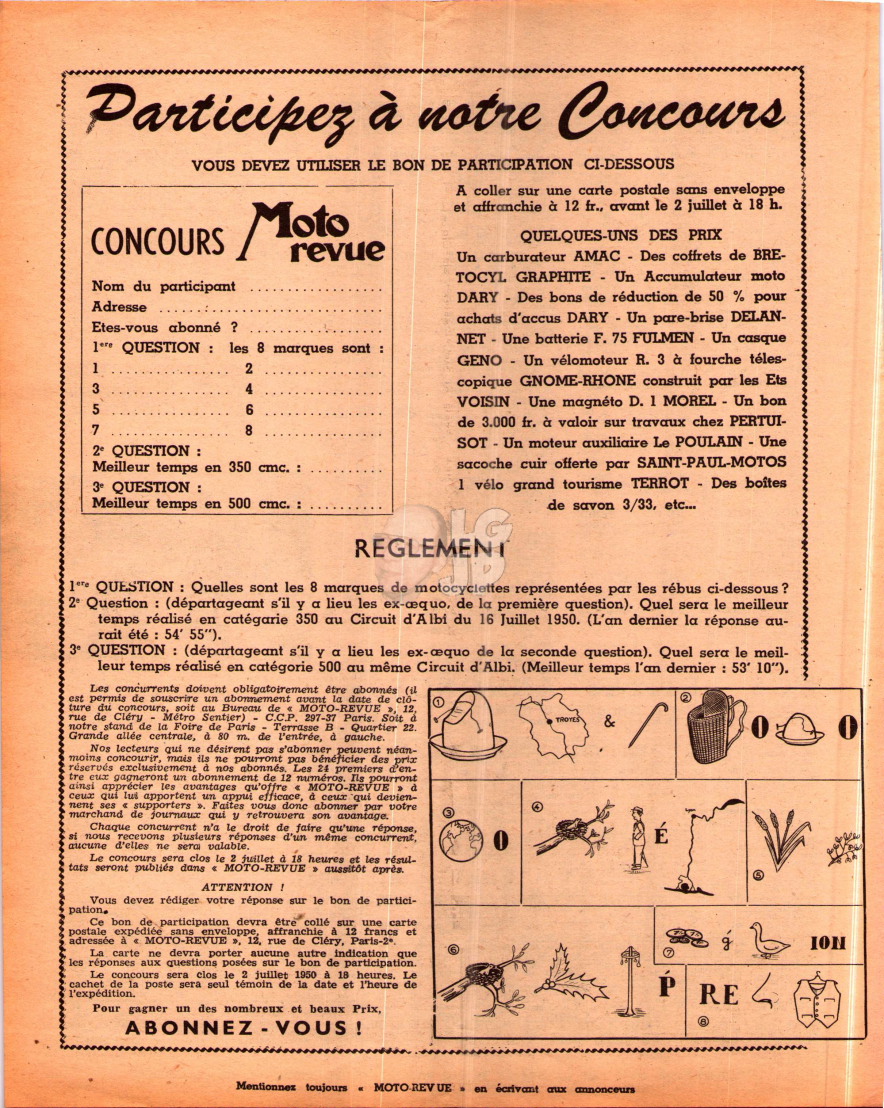 Participez à notre Concours
VOUS DEVEZ UTILISER LE BON DE PARTICIPATION CI-DESSOUS
CONCOURS Moto
revue
Nom du participant ..................
Adresse ..............................
Etes-vous abonné ? ..................
1ere QUESTION : les 8 marques sont :
1 ................ 2 ................
3 ................ 4 ................
5 ................ 6 ................
7 ................ 8 ................
2e QUESTION :
Meilleur temps en 350 cmc. : ..........
3e QUESTION :
Meilleur temps en 500 cmc. : ..........
A coller sur une carte postale sans enveloppe
et affranchie à 12 fr., avant le 2 juillet à 18 h.
QUELQUES-UNS DES PRIX
Un carburateur AMAC - Des coffrets de BRE-
TOCYL GRAPHITE - Un Accumulateur moto
DARY - Des bons de réduction de 50 % pour
achats d'accus DARY - Un pare-brise DELAN-
NET - Une batterie F. 75 FULMEN - Un casque
GENO - Un vélomoteur R. 3 à fourche téles-
copique GNOME-RHONE construit par les Ets
VOISIN - Une magnéto D. 1 MOREL - Un bon
de 3.000 fr. à valoir sur travaux chez PERTUI-
SOT - Un moteur auxiliaire Le POULAIN - Une
sacoche cuir offerte par SAINT-PAUL-MOTOS
1 vélo grand tourisme TERROT - Des boîtes
de savon 3/33, etc...
LG
JB
REGLEMENT
1ere QUESTION : Quelles sont les 8 marques de motocyclettes représentées par les rébus ci-dessous ?
2e Question : (départageant s'il y a lieu les ex-æquo, de la première question). Quel sera le meilleur
temps réalisé en catégarie 350 au Circuit d'Albi du 16 Juillet 1950. (L'an dernier la réponse au-
rait été : 54' 55'').
3e QUESTION : (départageant s'il y a lieu les ex-æquo de la seconde question). Quel sera le meil-
leur temps réalisé en catégorie 500 au même Circuit d'Albi. (Meilleur temps l'an dernier : 53' 10'').
Les concurrents doivent obligatoirement être abonnés (il
est permis de souscrire un abonnement avant la date de clô-
ture du concours, soit au Bureau de « MOTO-REVUE », 12,
rue de Cléry - Métro Sentier) - C.C.P. 297-37 Paris. Soit à
notre stand de la Foire de Paris - Terrasse B - Quartier 22.
Grande allée centrale, à 80 m. de l'entrée, à gauche.
Nos lecteurs qui ne désirent pas s'abonner peuvent néan-
moins concourir, mais ils ne pourront pas bénéficier des prix
réservés exclusivement à nos abonnés. Les 24 premiers d'en-
tre eux gagneront un abonnement de 12 numéros. Ils pourront
ainsi apprécier les avantages qu'offre « MOTO-REVUE » à
ceux qui lui apportent un appui efficace, à ceux qui devien-
nent ses « supporters ». Faites vous donc abonner par votre
marchand de journaux qui y retrouvera son avantage.
Chaque concurrent n'a le droit de faire qu'une réponse,
si nous recevons plusieurs réponses d'un même concurrent,
aucune d'elles ne sera valable.
Le concours sera clos le 2 juillet à 18 heures et les résul-
tats seront publiés dans « MOTO-REVUE » aussitôt après.
ATTENTION !
Vous devez rédiger votre réponse sur le bon de partici-
pation.
Ce bon de participation devra être collé sur une carte
postale expédiée sans enveloppe, affranchie à 12 francs et
adressée à « MOTO-REVUE », 12, rue de Cléry, Paris-2e.
La carte ne devra porter aucune autre indication que
les réponses aux questions posées sur le bon de participation.
Le concours sera clos le 2 juillet 1950 à 18 heures. Le
cachet de la poste sera seul témoin de la date et l'heure de
l'expédition.
Pour gagner un des nombreux et beaux Prix,
ABONNEZ - VOUS !
1 TROYES &
2 O O
3 O
4 É
5
6 Ṕ
7 ǵ ION
8 RE
Mentionnez toujours « MOTO-REVUE » en écrivant aux annonceurs